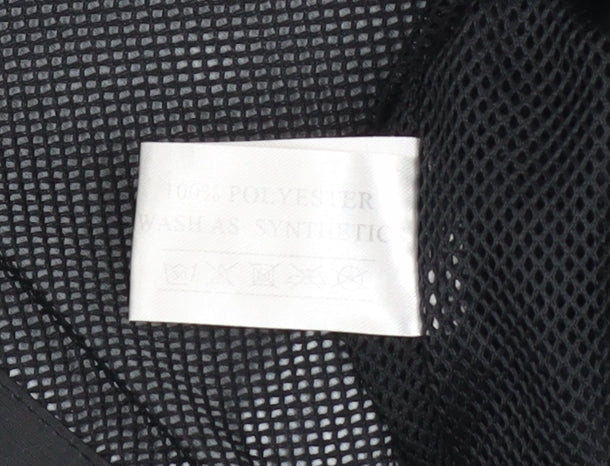 100% POLYESTER
WASH AS SYNTHETIC